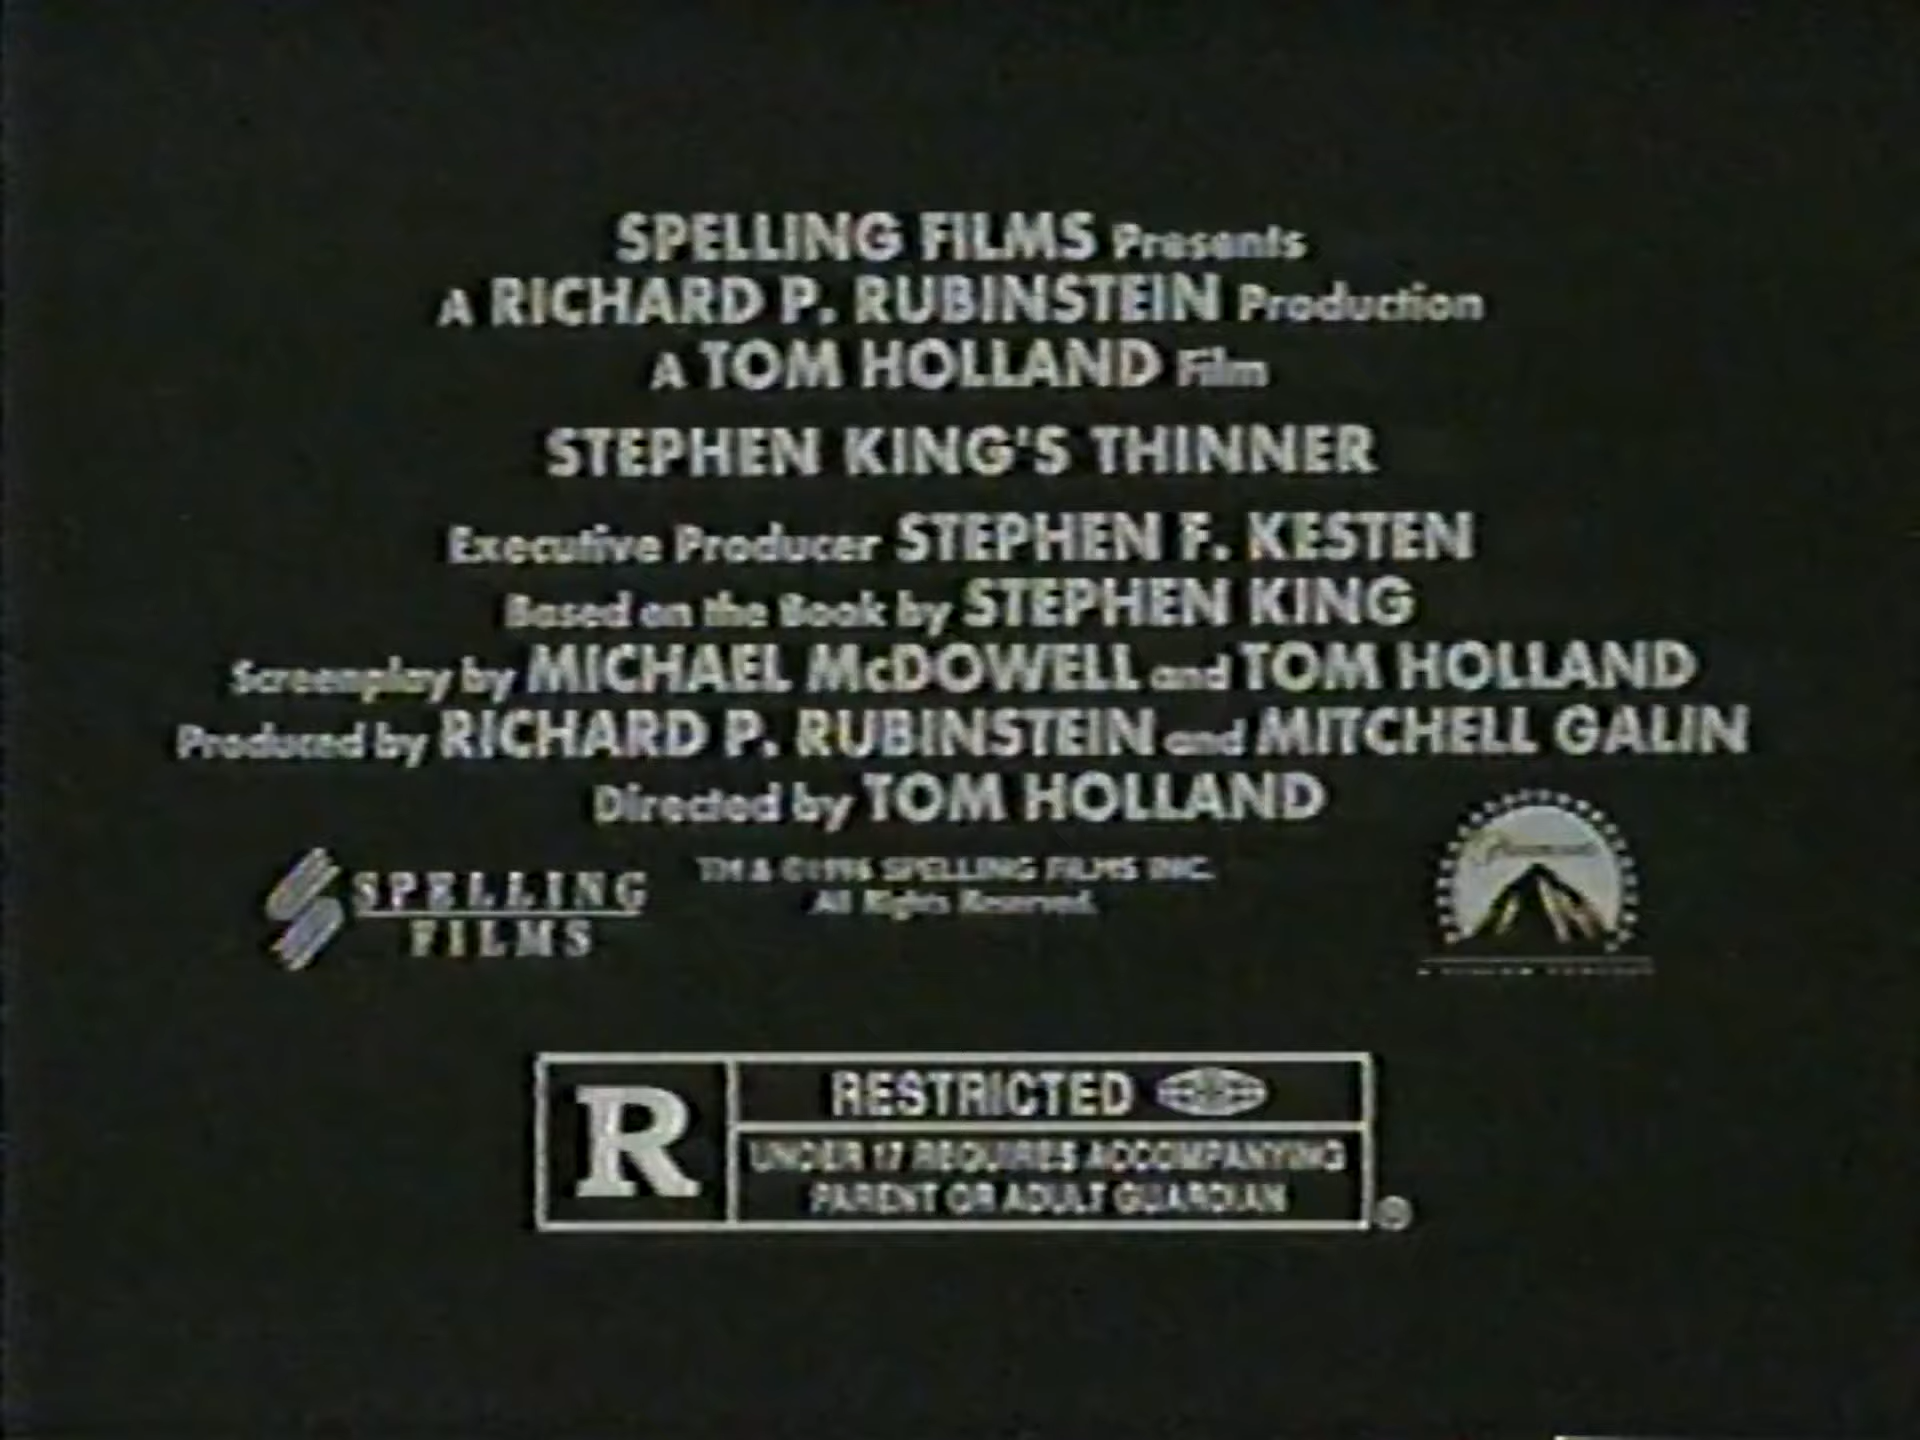 SPELLING FILMS Presents
A RICHARD P. RUBINSTEIN Production
A TOM HOLLAND Film
STEPHEN KING'S THINNER
Executive Producer STEPHEN F. KESTEN
Based on the Book by STEPHEN KING
Screenplay by MICHAEL McDOWELL and TOM HOLLAND
Produced by RICHARD P. RUBINSTEIN and MITCHELL GALIN
Directed by TOM HOLLAND
TM & ©1996 SPELLING FILMS INC.
All Rights Reserved.
SPELLING
FILMS
Paramount
R
RESTRICTED
UNDER 17 REQUIRES ACCOMPANYING
PARENT OR ADULT GUARDIAN
®